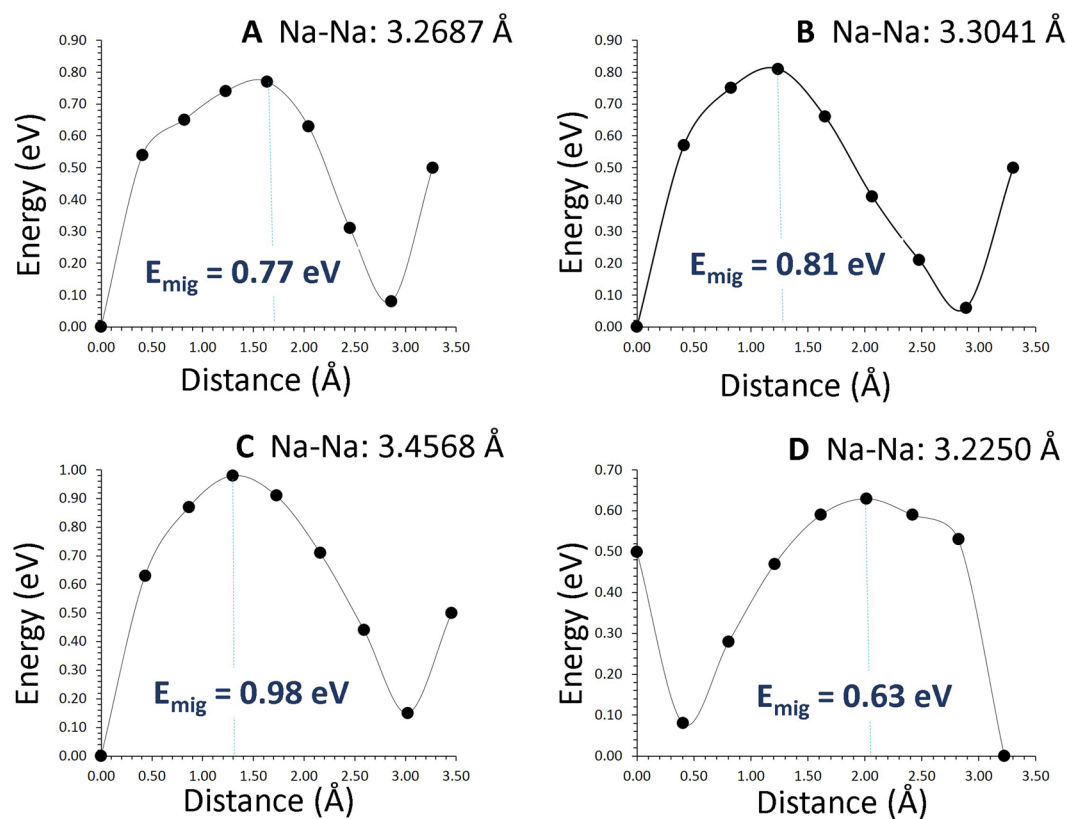 A Na-Na: 3.2687 Å
0.90
0.80
0.70
0.60
0.50
0.40
0.30
0.20
0.10
0.00
Energy (eV)
Emig = 0.77 eV
0.00 0.50 1.00 1.50 2.00 2.50 3.00 3.50
Distance (Å)
B Na-Na: 3.3041 Å
0.90
0.80
0.70
0.60
0.50
0.40
0.30
0.20
0.10
0.00
Energy (eV)
Emig = 0.81 eV
0.00 0.50 1.00 1.50 2.00 2.50 3.00 3.50
Distance (Å)
C Na-Na: 3.4568 Å
1.00
0.90
0.80
0.70
0.60
0.50
0.40
0.30
0.20
0.10
0.00
Energy (eV)
Emig = 0.98 eV
0.00 0.50 1.00 1.50 2.00 2.50 3.00 3.50
Distance (Å)
D Na-Na: 3.2250 Å
0.70
0.60
0.50
0.40
0.30
0.20
0.10
0.00
Energy (eV)
Emig = 0.63 eV
0.00 0.50 1.00 1.50 2.00 2.50 3.00 3.50
Distance (Å)